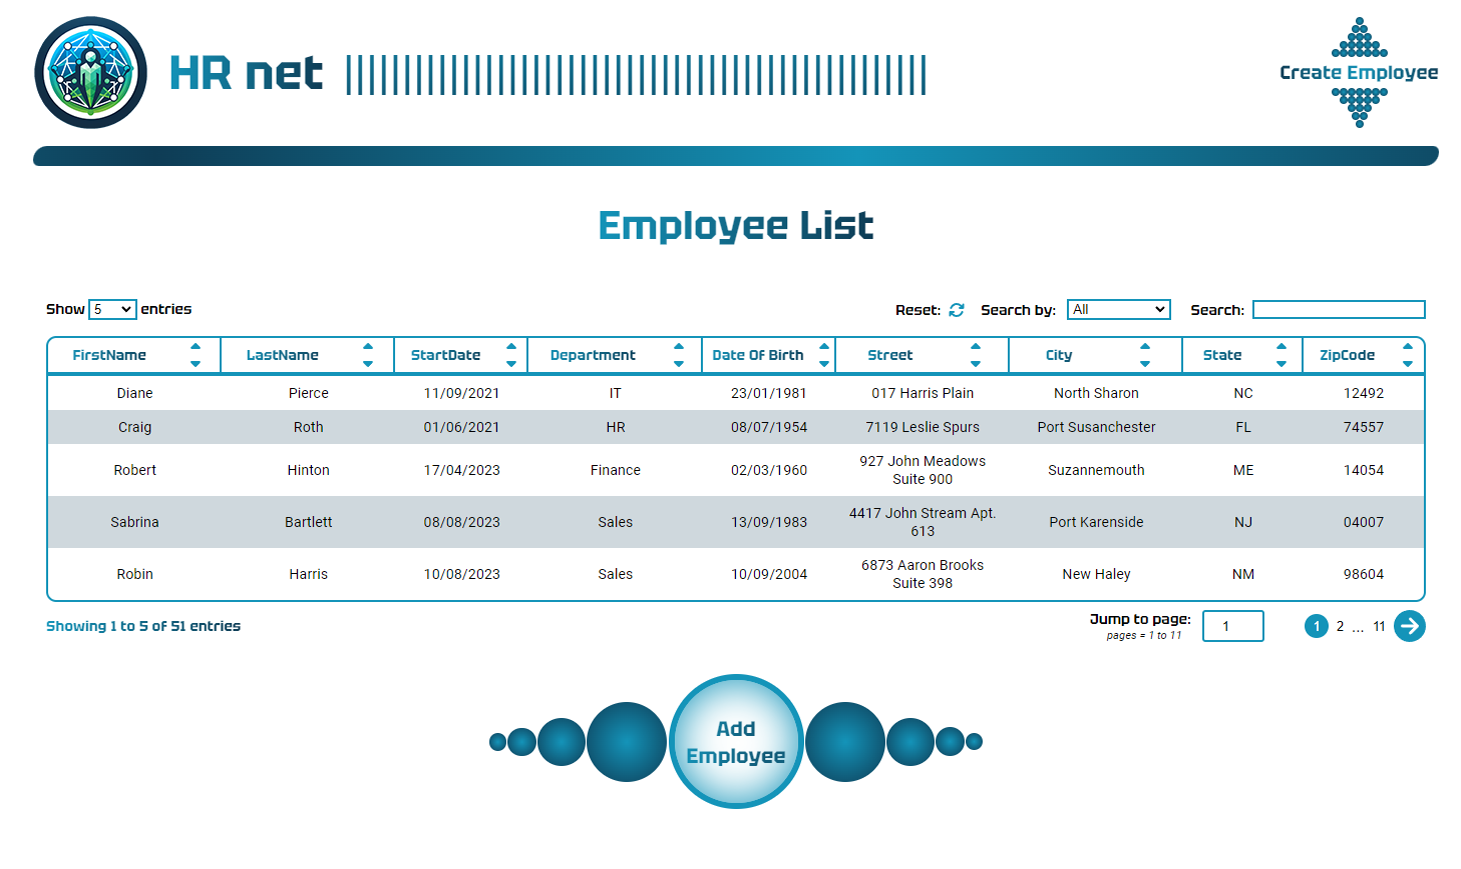 HR net
Create Employee
Employee List
Show 5 entries
Reset: Search by: All Search:
FirstName LastName StartDate Department Date Of Birth Street City State ZipCode
Diane Pierce 11/09/2021 IT 23/01/1981 017 Harris Plain North Sharon NC 12492
Craig Roth 01/06/2021 HR 08/07/1954 7119 Leslie Spurs Port Susanchester FL 74557
Robert Hinton 17/04/2023 Finance 02/03/1960 927 John Meadows Suite 900 Suzannemouth ME 14054
Sabrina Bartlett 08/08/2023 Sales 13/09/1983 4417 John Stream Apt. 613 Port Karenside NJ 04007
Robin Harris 10/08/2023 Sales 10/09/2004 6873 Aaron Brooks Suite 398 New Haley NM 98604
Showing 1 to 5 of 51 entries
Jump to page: 1
pages = 1 to 11
1 2 ... 11
Add
Employee